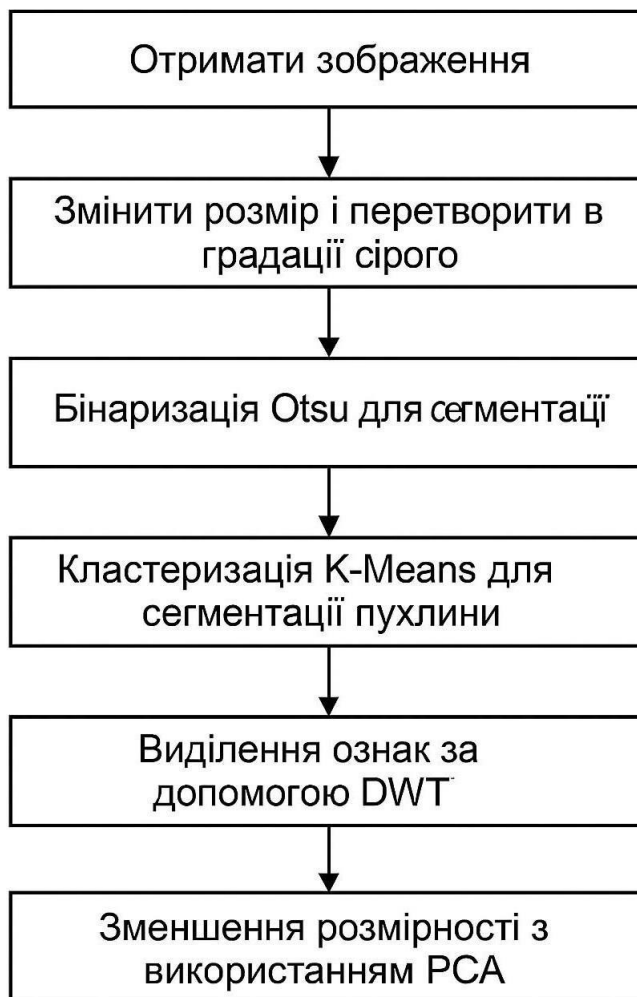 Отримати зображення
Змінити розмір і перетворити в
градації сірого
Бінаризація Otsu для сегментації
Кластеризація K-Means для
сегментації пухлини
Виділення ознак за
допомогою DWT
Зменшення розмірності з
використанням PCA